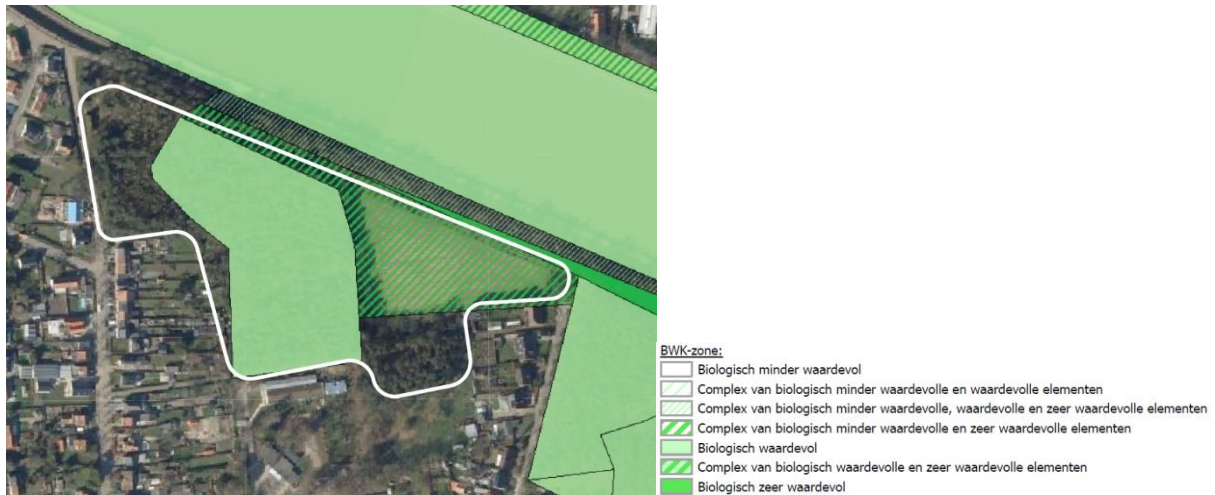 BWK-zone:
Biologisch minder waardevol
Complex van biologisch minder waardevolle en waardevolle elementen
Complex van biologisch minder waardevolle, waardevolle en zeer waardevolle elementen
Complex van biologisch minder waardevolle en zeer waardevolle elementen
Biologisch waardevol
Complex van biologisch waardevolle en zeer waardevolle elementen
Biologisch zeer waardevol